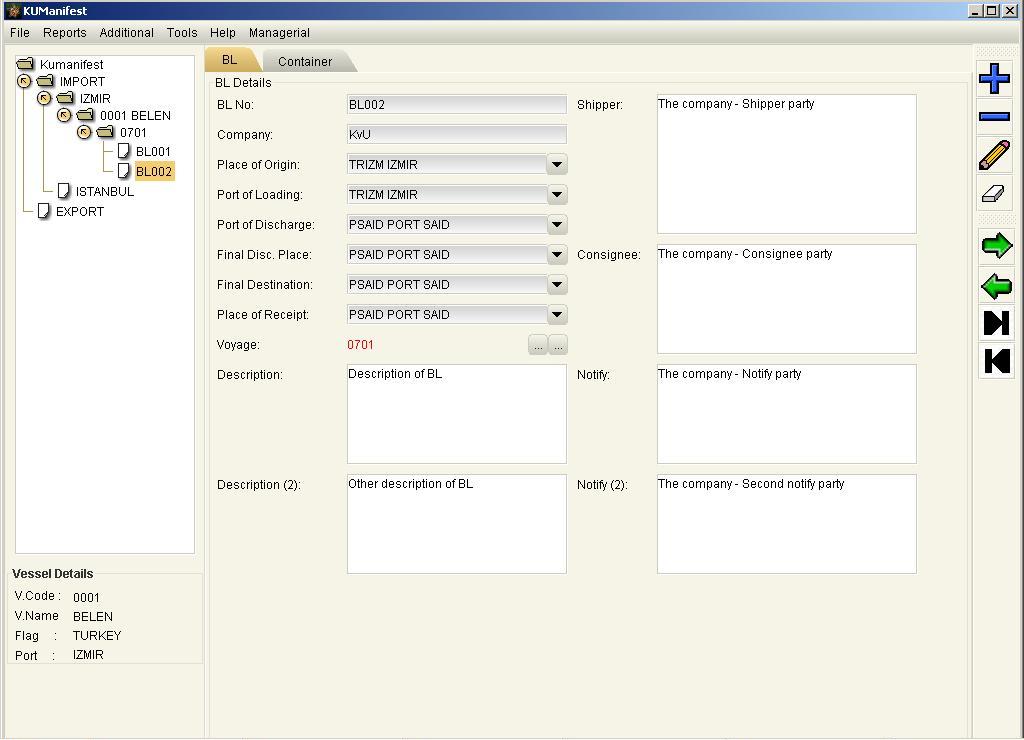 KUManifest
File Reports Additional Tools Help Managerial
Kumanifest
IMPORT
IZMIR
0001 BELEN
0701
BL001
BL002
ISTANBUL
EXPORT
Vessel Details
V.Code : 0001
V.Name BELEN
Flag : TURKEY
Port : IZMIR
BL Container
BL Details
BL No: BL002
Company: KvU
Place of Origin: TRIZM IZMIR
Port of Loading: TRIZM IZMIR
Port of Discharge: PSAID PORT SAID
Final Disc. Place: PSAID PORT SAID
Final Destination: PSAID PORT SAID
Place of Receipt: PSAID PORT SAID
Voyage: 0701 ... ...
Description: Description of BL
Description (2): Other description of BL
Shipper: The company - Shipper party
Consignee: The company - Consignee party
Notify: The company - Notify party
Notify (2): The company - Second notify party